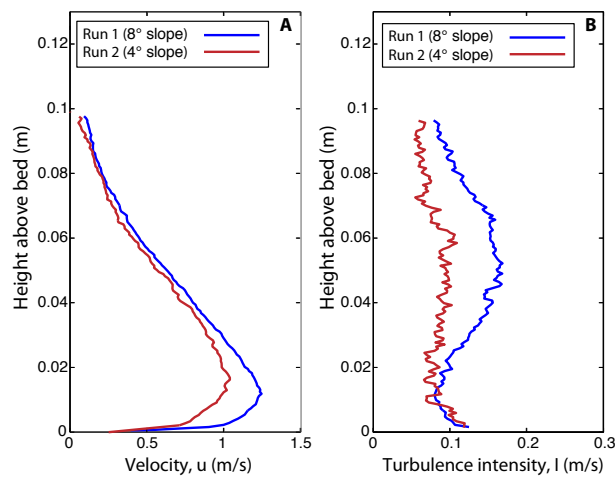 A
Run 1 (8° slope)
Run 2 (4° slope)
0.12
0.1
0.08
0.06
0.04
0.02
0
Height above bed (m)
0 0.5 1 1.5
Velocity, u (m/s)
B
Run 1 (8° slope)
Run 2 (4° slope)
0.12
0.1
0.08
0.06
0.04
0.02
0
Height above bed (m)
0 0.1 0.2 0.3
Turbulence intensity, I (m/s)